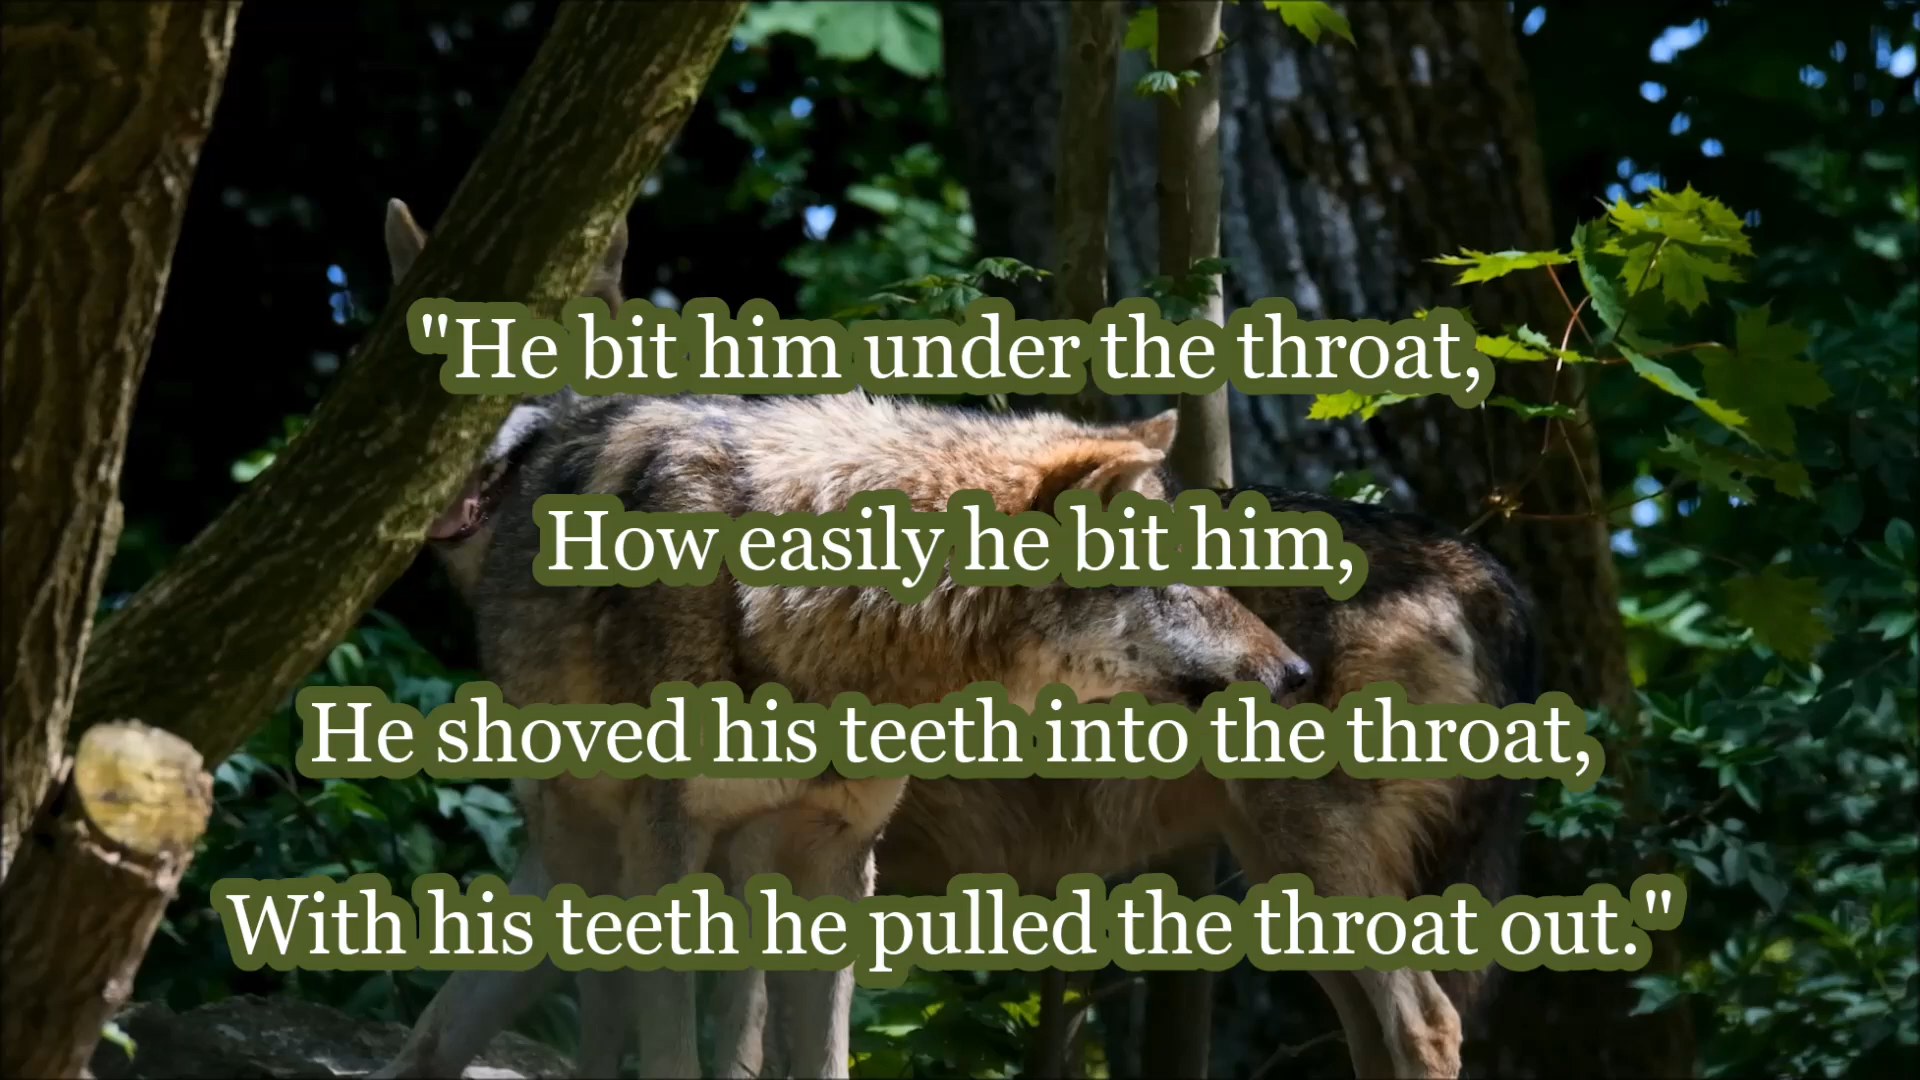 "He bit him under the throat,
How easily he bit him,
He shoved his teeth into the throat,
With his teeth he pulled the throat out."